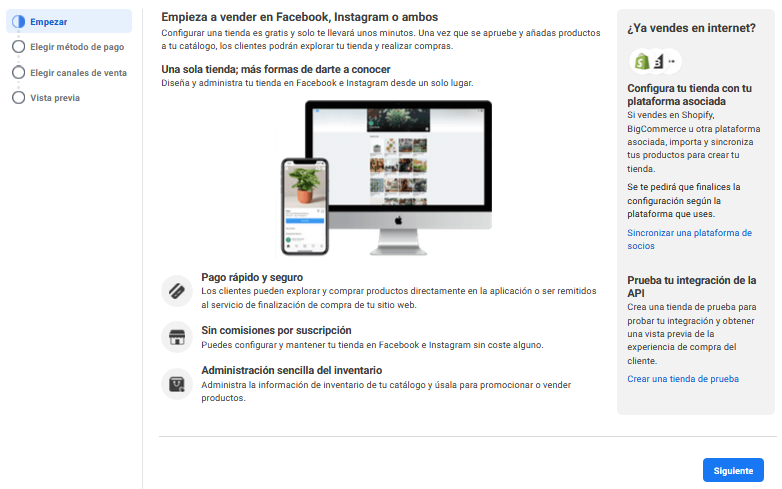 Empezar
Elegir método de pago
Elegir canales de venta
Vista previa
Empieza a vender en Facebook, Instagram o ambos
Configurar una tienda es gratis y solo te llevará unos minutos. Una vez que se apruebe y añadas productos
a tu catálogo, los clientes podrán explorar tu tienda y realizar compras.
Una sola tienda; más formas de darte a conocer
Diseña y administra tu tienda en Facebook e Instagram desde un solo lugar.
Pago rápido y seguro
Los clientes pueden explorar y comprar productos directamente en la aplicación o ser remitidos
al servicio de finalización de compra de tu sitio web.
Sin comisiones por suscripción
Puedes configurar y mantener tu tienda en Facebook e Instagram sin coste alguno.
Administración sencilla del inventario
Administra la información de inventario de tu catálogo y úsala para promocionar o vender
productos.
¿Ya vendes en internet?
Configura tu tienda con tu
plataforma asociada
Si vendes en Shopify,
BigCommerce u otra plataforma
asociada, importa y sincroniza
tus productos para crear tu
tienda.
Se te pedirá que finalices la
configuración según la
plataforma que uses.
Sincronizar una plataforma de
socios
Prueba tu integración de la
API
Crea una tienda de prueba para
probar tu integración y obtener
una vista previa de la
experiencia de compra del
cliente.
Crear una tienda de prueba
Siguiente